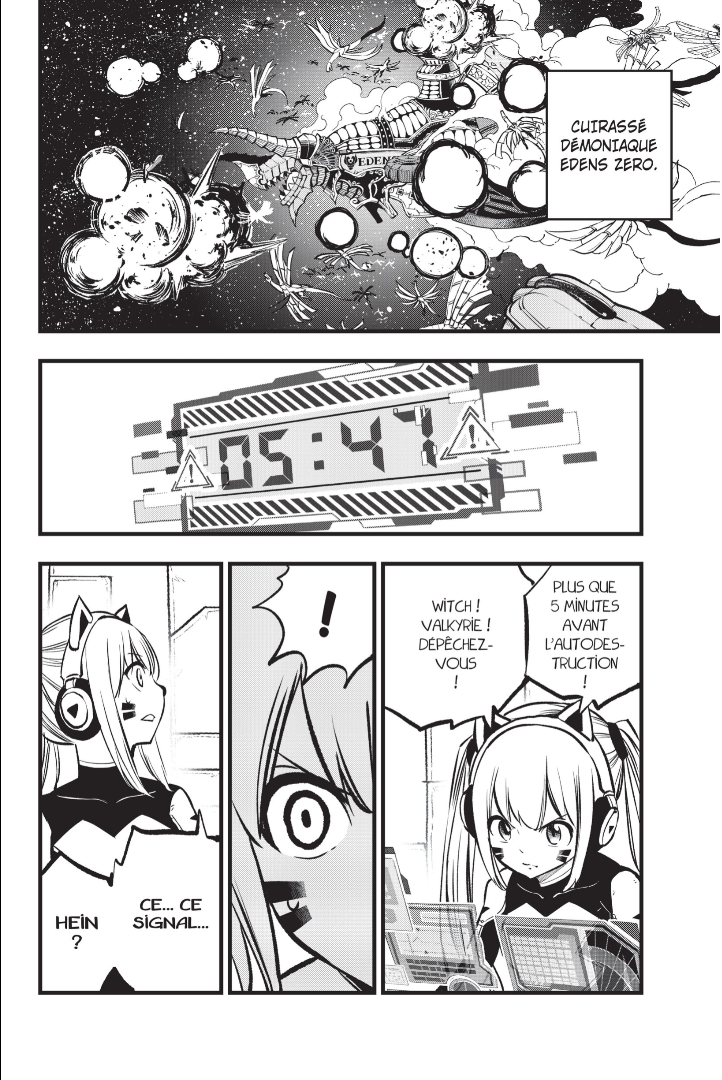 CUIRASSÉ
DÉMONIAQUE
EDENS ZERO.
EDENS
05:47
PLUS QUE
5 MINUTES
AVANT
L'AUTODES-
TRUCTION
!
WITCH !
VALKYRIE !
DÉPÊCHEZ-
VOUS
!
!
CE... CE
SIGNAL...
HEIN
?